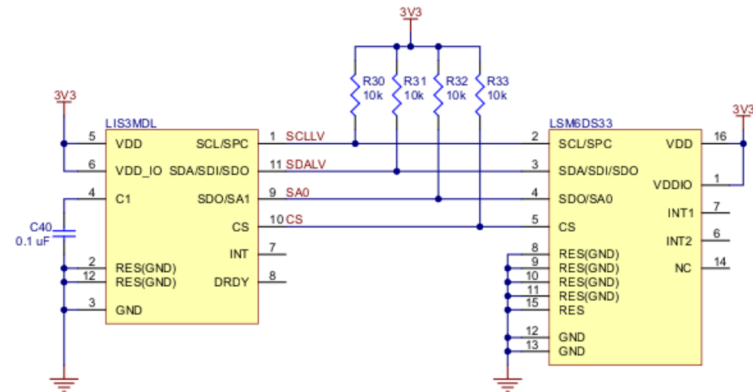 3V3
R30 R31 R32 R33
10k 10k 10k 10k
3V3
3V3
LIS3MDL
LSM6DS33
5 VDD SCL/SPC 1 SCLLV
6 VDD_IO SDA/SDI/SDO 11 SDALV
4 C1 SDO/SA1 9 SA0
CS 10 CS
C40
0.1 uF
INT 7
2 RES(GND)
12 RES(GND) DRDY 8
3 GND
2 SCL/SPC VDD 16
3 SDA/SDI/SDO
VDDIO 1
4 SDO/SA0
INT1 7
5 CS
INT2 6
8 RES(GND)
9 RES(GND) NC 14
10 RES(GND)
11 RES(GND)
15 RES
12 GND
13 GND